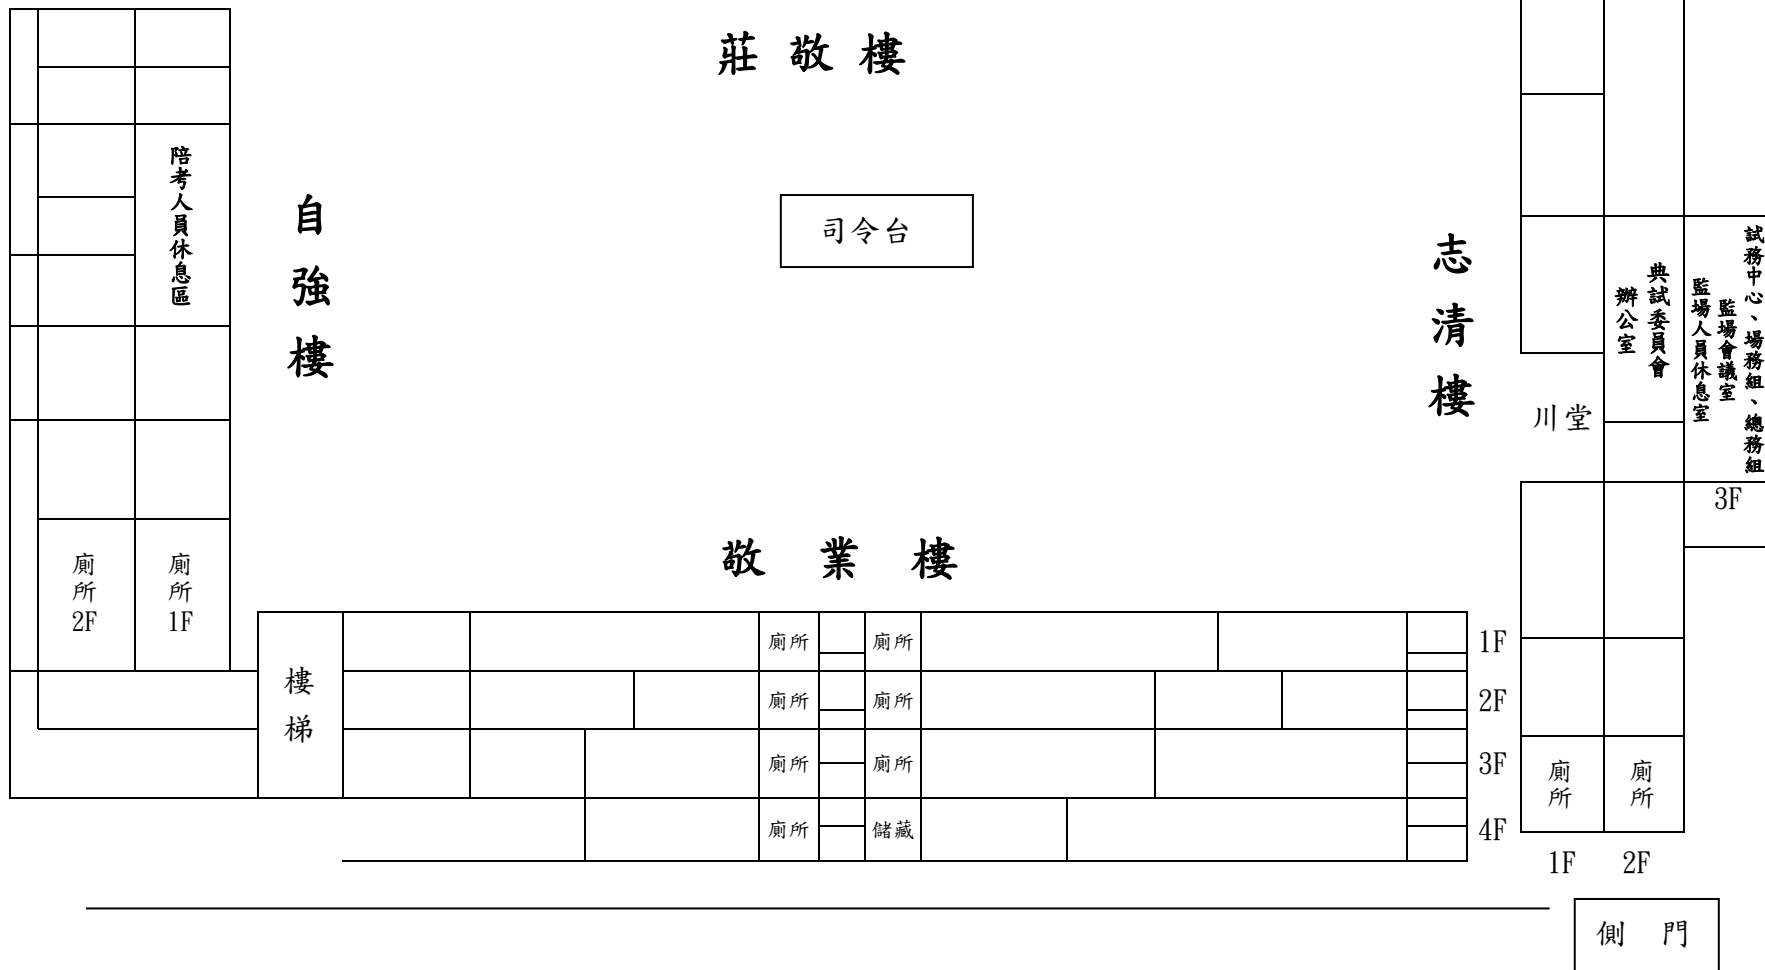 莊敬樓
陪考人員休息區
自強樓
司令台
志清樓
典試委員會
辦公室
試務中心、場務組、總務組
監場會議室
監場人員休息室
川堂
3F
敬業樓
廁所2F
廁所1F
樓梯
廁所
廁所
1F
廁所
廁所
2F
廁所
廁所
3F
廁所
儲藏
4F
廁所
廁所
1F
2F
側門